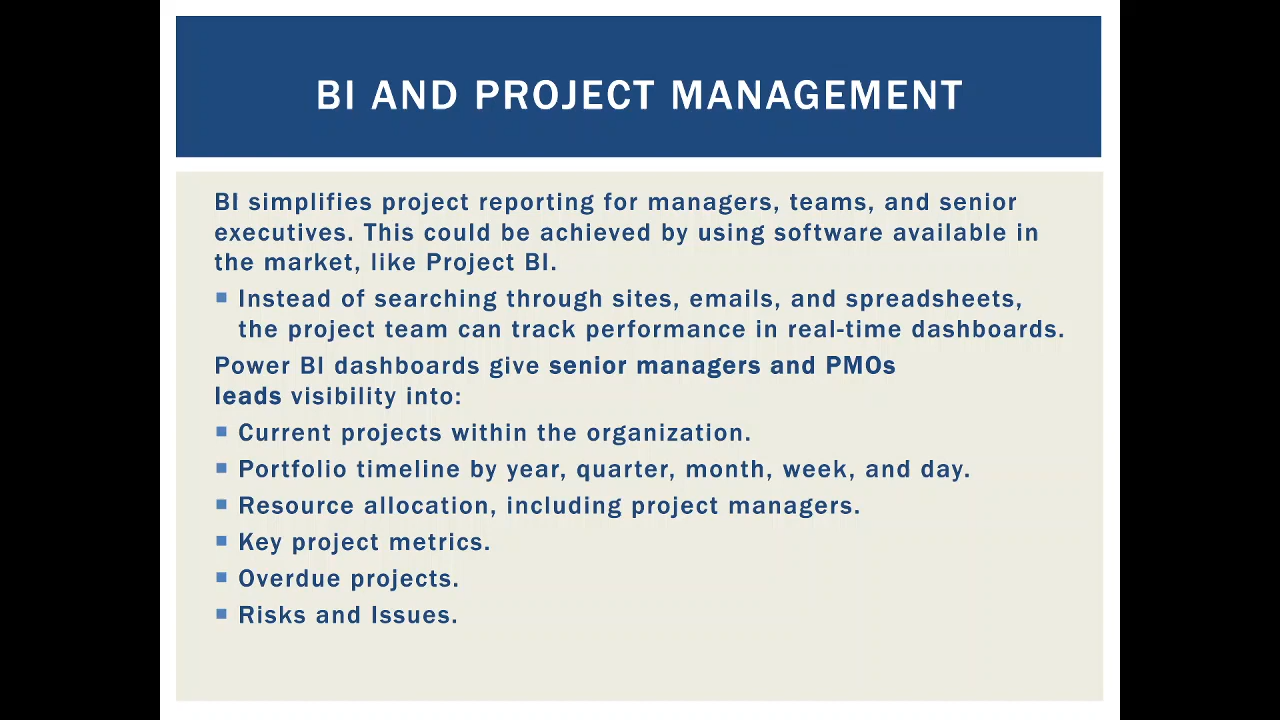 BI AND PROJECT MANAGEMENT
BI simplifies project reporting for managers, teams, and senior
executives. This could be achieved by using software available in
the market, like Project BI.
Instead of searching through sites, emails, and spreadsheets,
the project team can track performance in real-time dashboards.
Power BI dashboards give senior managers and PMOs
leads visibility into:
Current projects within the organization.
Portfolio timeline by year, quarter, month, week, and day.
Resource allocation, including project managers.
Key project metrics.
Overdue projects.
Risks and Issues.